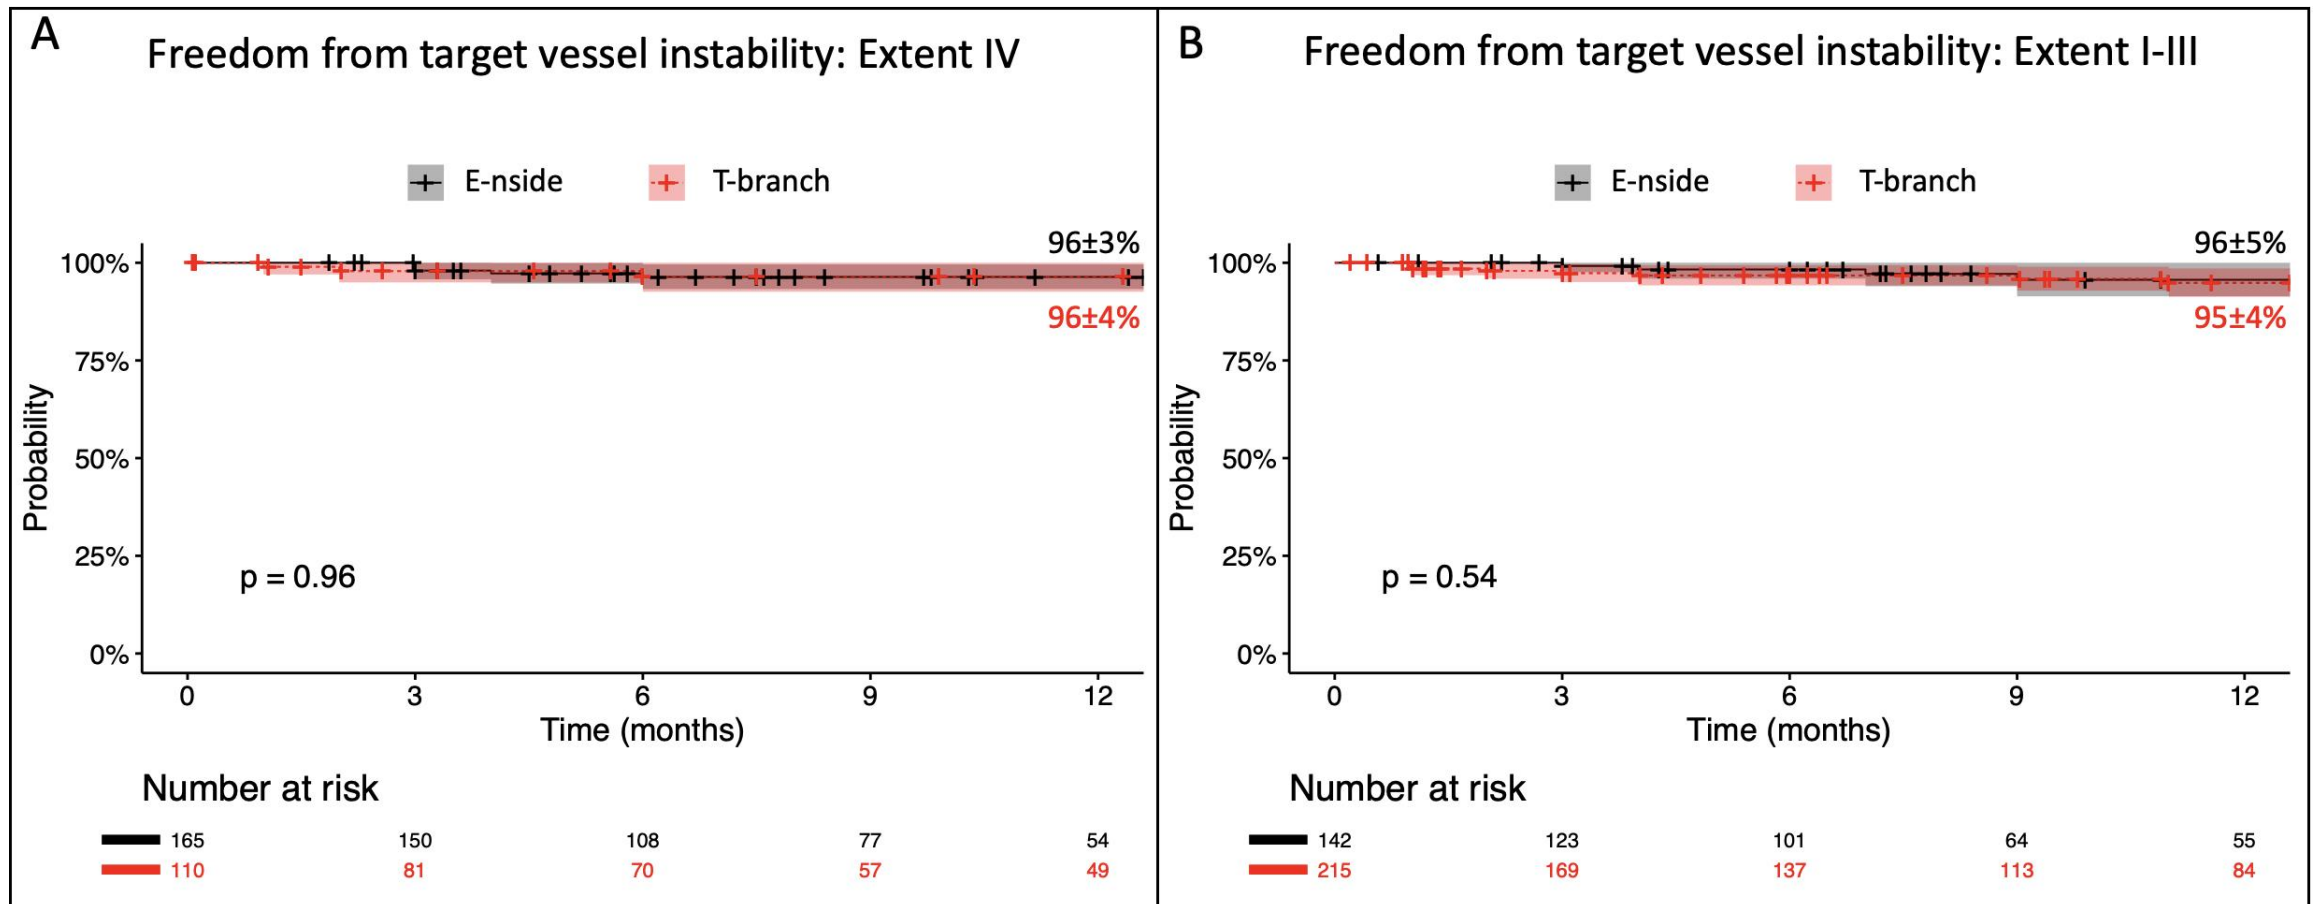 A
Freedom from target vessel instability: Extent IV
E-nside
T-branch
96±3%
100%
96±4%
75%
50%
25%
0%
Probability
p = 0.96
0 3 6 9 12
Time (months)
Number at risk
165 150 108 77 54
110 81 70 57 49
B
Freedom from target vessel instability: Extent I-III
E-nside
T-branch
96±5%
100%
95±4%
75%
50%
25%
0%
Probability
p = 0.54
0 3 6 9 12
Time (months)
Number at risk
142 123 101 64 55
215 169 137 113 84